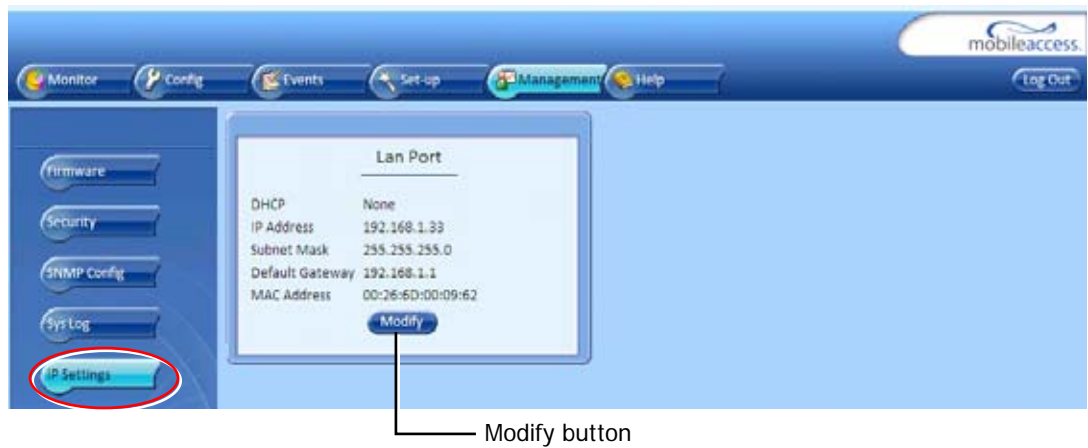 mobileaccess.
Monitor Config Events Set-up Management Help Log Out
Firmware
Security
SNMP Config
Sys Log
IP Settings
Lan Port
DHCP None
IP Address 192.168.1.33
Subnet Mask 255.255.255.0
Default Gateway 192.168.1.1
MAC Address 00:26:6D:00:09:62
Modify
Modify button